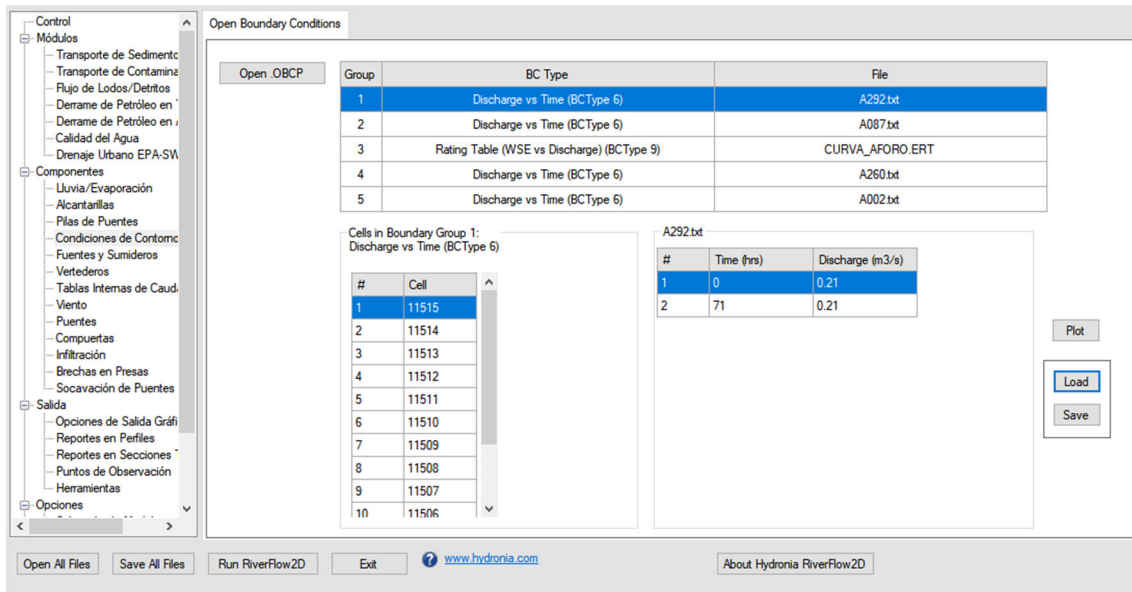 Control
Módulos
Transporte de Sedimentc
Transporte de Contamina
Flujo de Lodos/Detritos
Derrame de Petróleo en T
Derrame de Petróleo en A
Calidad del Agua
Drenaje Urbano EPA-SW
Componentes
Lluvia/Evaporación
Alcantarillas
Pilas de Puentes
Condiciones de Contorno
Fuentes y Sumideros
Vertederos
Tablas Internas de Cauda
Viento
Puentes
Compuertas
Infiltración
Brechas en Presas
Socavación de Puentes
Salida
Opciones de Salida Gráfi
Reportes en Perfiles
Reportes en Secciones T
Puntos de Observación
Herramientas
Opciones
Open Boundary Conditions
Open .OBCP
Group BC Type File
1 Discharge vs Time (BCType 6) A292.txt
2 Discharge vs Time (BCType 6) A087.txt
3 Rating Table (WSE vs Discharge) (BCType 9) CURVA_AFORO.ERT
4 Discharge vs Time (BCType 6) A260.txt
5 Discharge vs Time (BCType 6) A002.txt
Cells in Boundary Group 1:
Discharge vs Time (BCType 6)
# Cell
1 11515
2 11514
3 11513
4 11512
5 11511
6 11510
7 11509
8 11508
9 11507
10 11506
A292.txt
# Time (hrs) Discharge (m3/s)
1 0 0.21
2 71 0.21
Plot
Load
Save
Open All Files Save All Files Run RiverFlow2D Exit www.hydronia.com About Hydronia RiverFlow2D